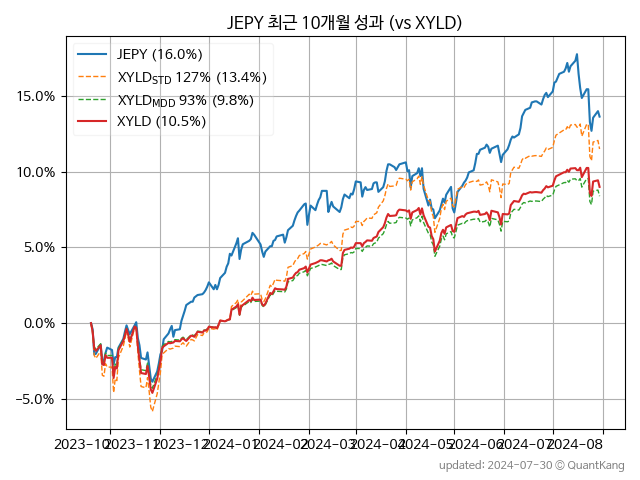 JEPY 최근 10개월 성과 (vs XYLD)
JEPY (16.0%)
XYLD_STD 127% (13.4%)
XYLD_MDD 93% (9.8%)
XYLD (10.5%)
15.0%
10.0%
5.0%
0.0%
−5.0%
2023-10 2023-11 2023-12 2024-01 2024-02 2024-03 2024-04 2024-05 2024-06 2024-07 2024-08
updated: 2024-07-30 © QuantKang